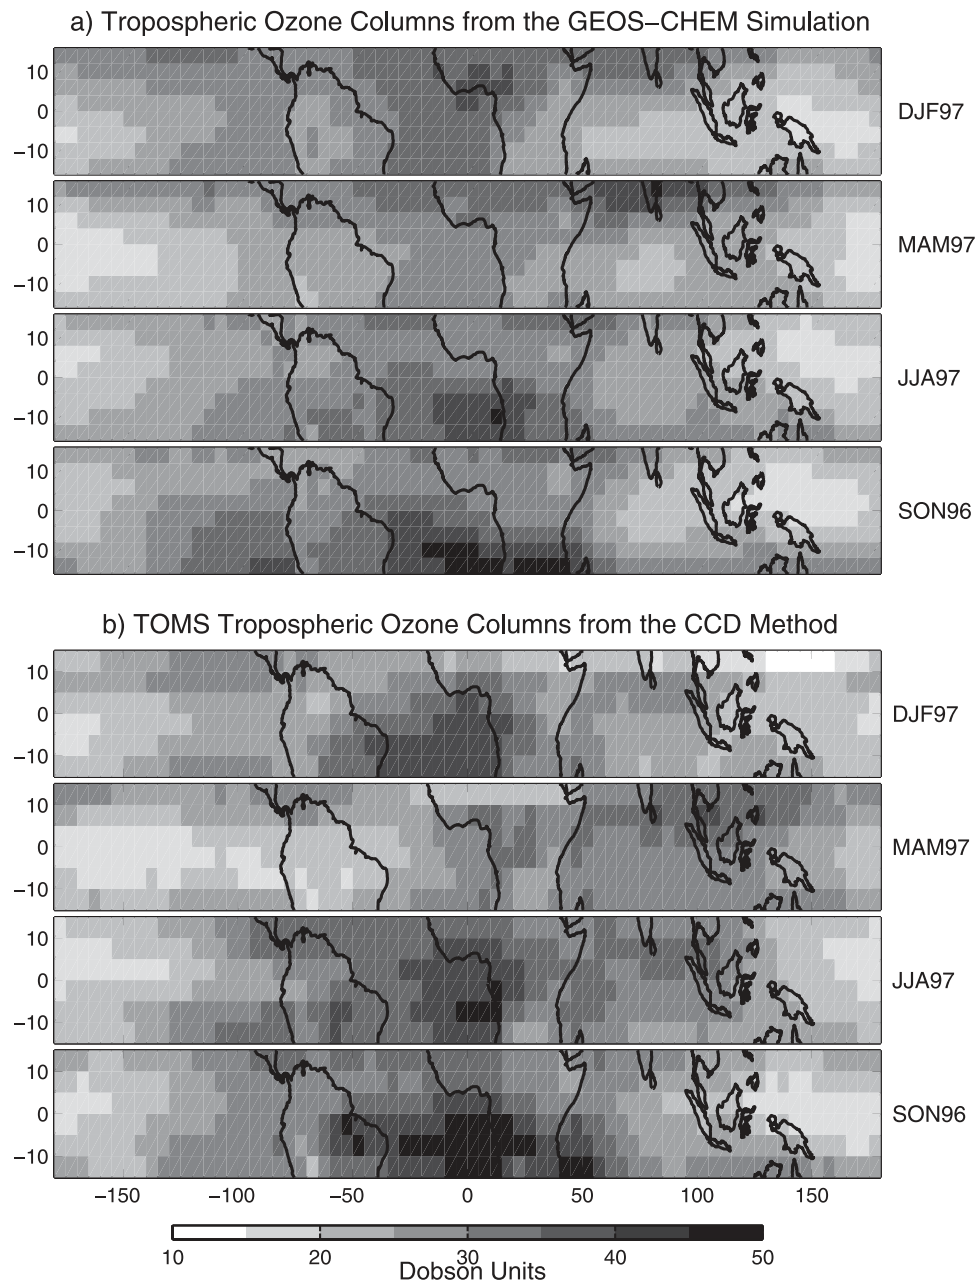 a) Tropospheric Ozone Columns from the GEOS−CHEM Simulation
10
0
−10
DJF97
10
0
−10
MAM97
10
0
−10
JJA97
10
0
−10
SON96
b) TOMS Tropospheric Ozone Columns from the CCD Method
10
0
−10
DJF97
10
0
−10
MAM97
10
0
−10
JJA97
10
0
−10
SON96
−150 −100 −50 0 50 100 150
10 20 30 40 50
Dobson Units